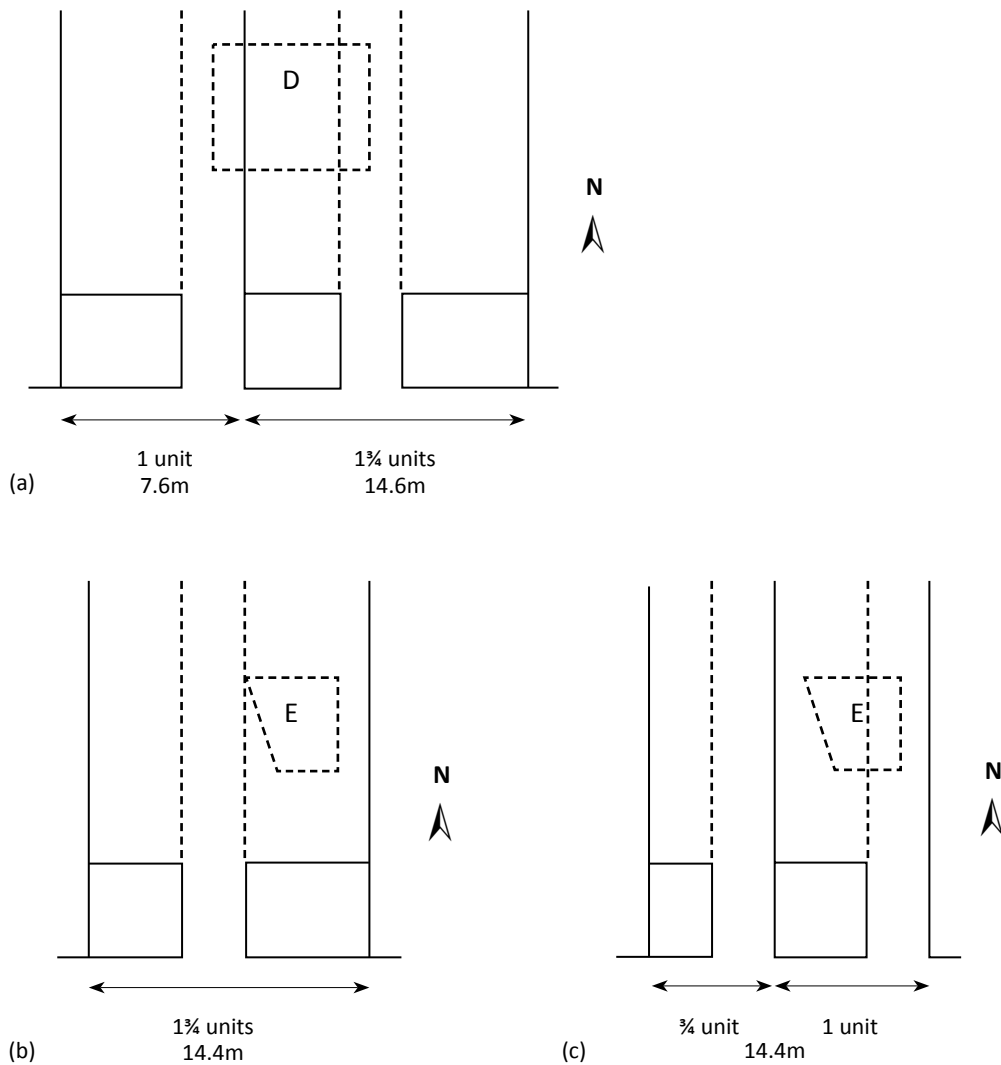 D
N
1 unit
7.6m
1¾ units
14.6m
(a)
E
N
1¾ units
14.4m
(b)
E
N
¾ unit 1 unit
14.4m
(c)